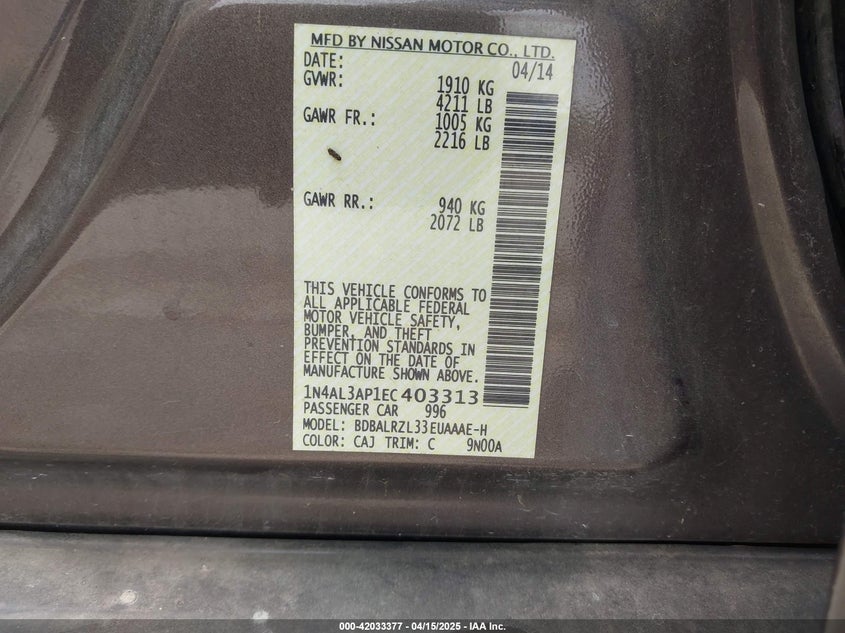 MFD BY NISSAN MOTOR CO., LTD.
DATE: 04/14
GVWR: 1910 KG
4211 LB
GAWR FR.: 1005 KG
2216 LB
GAWR RR.: 940 KG
2072 LB
THIS VEHICLE CONFORMS TO
ALL APPLICABLE FEDERAL
MOTOR VEHICLE SAFETY,
BUMPER, AND THEFT
PREVENTION STANDARDS IN
EFFECT ON THE DATE OF
MANUFACTURE SHOWN ABOVE.
1N4AL3AP1EC403313
PASSENGER CAR 996
MODEL: BDBALRZL33EUAAAE-H
COLOR: CAJ TRIM: C 9N00A
000-42033377 - 04/15/2025 - IAA Inc.